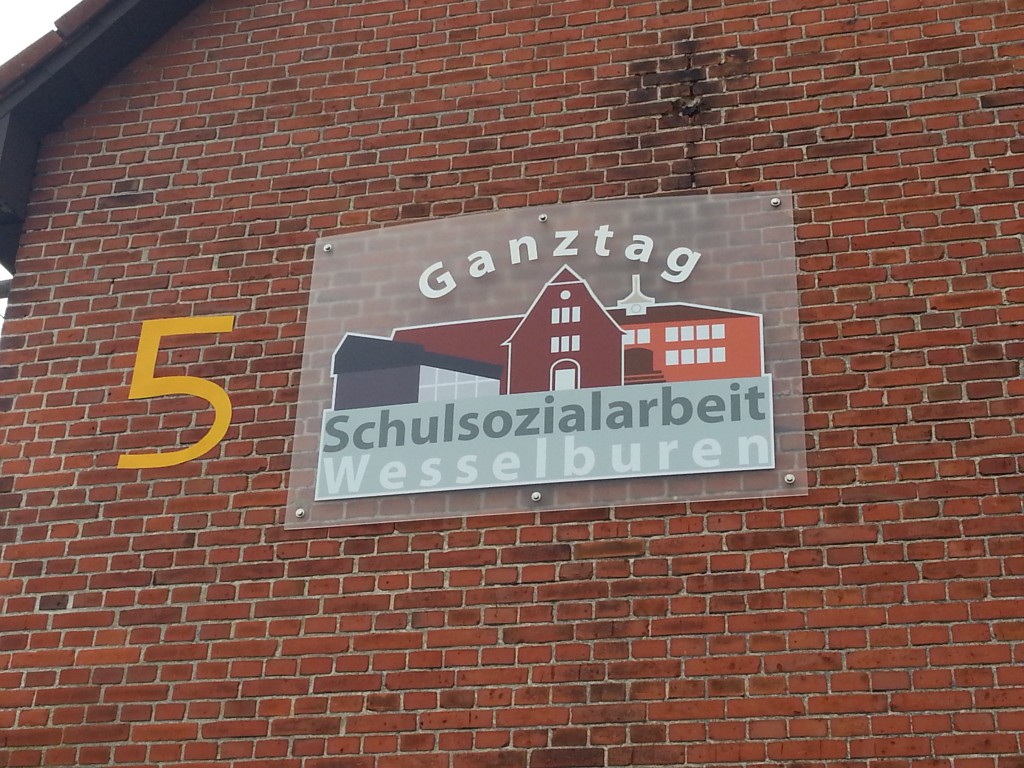 5
Ganztag
Schulsozialarbeit
Wesselburen